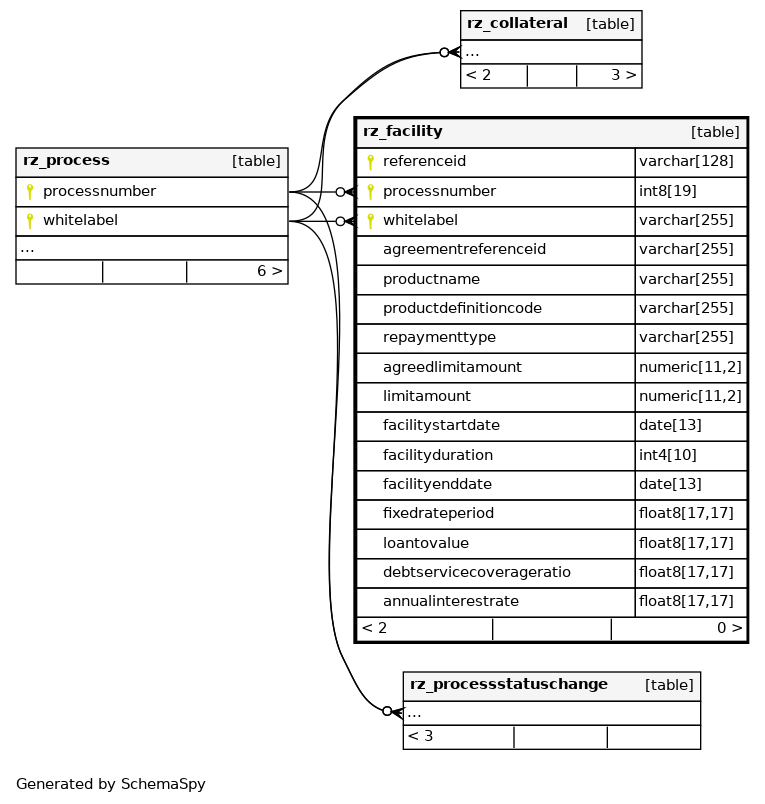 rz_collateral [table]
...
< 2 3 >
rz_process [table]
processnumber
whitelabel
...
6 >
rz_facility [table]
referenceid varchar[128]
processnumber int8[19]
whitelabel varchar[255]
agreementreferenceid varchar[255]
productname varchar[255]
productdefinitioncode varchar[255]
repaymenttype varchar[255]
agreedlimitamount numeric[11,2]
limitamount numeric[11,2]
facilitystartdate date[13]
facilityduration int4[10]
facilityenddate date[13]
fixedrateperiod float8[17,17]
loantovalue float8[17,17]
debtservicecoverageratio float8[17,17]
annualinterestrate float8[17,17]
< 2 0 >
rz_processstatuschange [table]
...
< 3
Generated by SchemaSpy